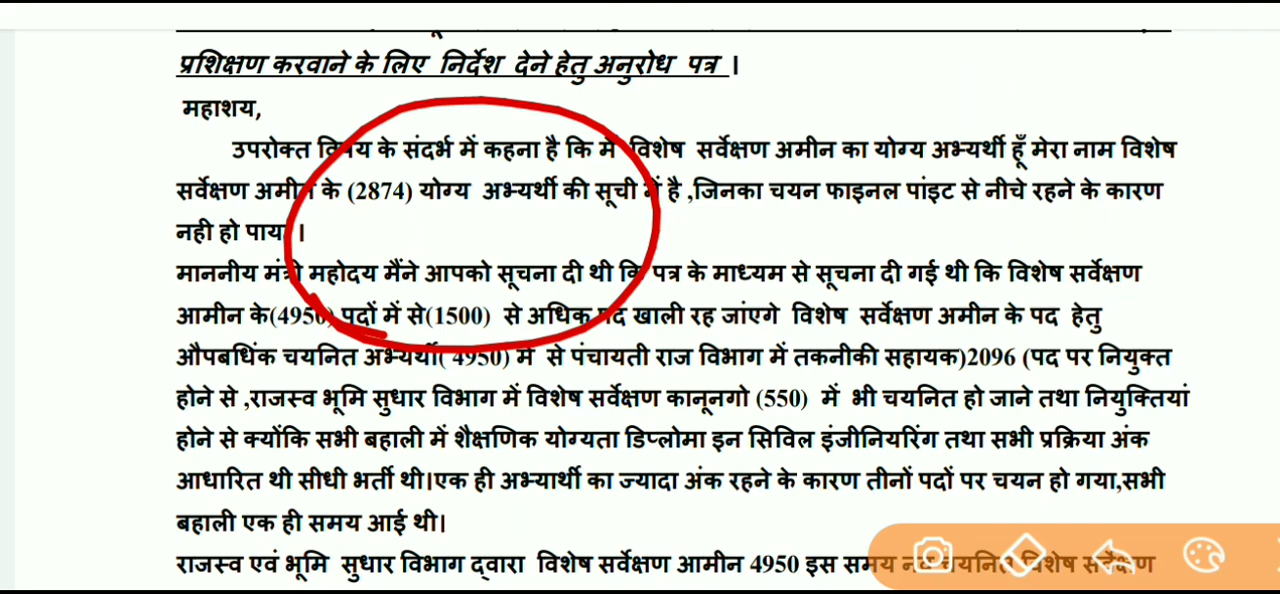 प्रशिक्षण करवाने के लिए निर्देश देने हेतु अनुरोध पत्र ।
महाशय,
उपरोक्त विषय के संदर्भ में कहना है कि में विशेष सर्वेक्षण अमीन का योग्य अभ्यर्थी हूँ मेरा नाम विशेष
सर्वेक्षण अमीन के (2874) योग्य अभ्यर्थी की सूची में है ,जिनका चयन फाइनल पांइट से नीचे रहने के कारण
नही हो पाया ।
माननीय मंत्री महोदय मैंने आपको सूचना दी थी कि पत्र के माध्यम से सूचना दी गई थी कि विशेष सर्वेक्षण
आमीन के(4950) पदों में से(1500) से अधिक पद खाली रह जांएगे विशेष सर्वेक्षण अमीन के पद हेतु
औपबधिंक चयनित अभ्यर्थी( 4950) में से पंचायती राज विभाग में तकनीकी सहायक)2096 (पद पर नियुक्त
होने से ,राजस्व भूमि सुधार विभाग में विशेष सर्वेक्षण कानूनगो (550) में भी चयनित हो जाने तथा नियुक्तियां
होने से क्योंकि सभी बहाली में शैक्षणिक योग्यता डिप्लोमा इन सिविल इंजीनियरिंग तथा सभी प्रक्रिया अंक
आधारित थी सीधी भर्ती थी।एक ही अभ्यार्थी का ज्यादा अंक रहने के कारण तीनों पदों पर चयन हो गया,सभी
बहाली एक ही समय आई थी।
राजस्व एवं भूमि सुधार विभाग द्वारा विशेष सर्वेक्षण आमीन 4950 इस समय नव चयनित विशेष सर्वेक्षण